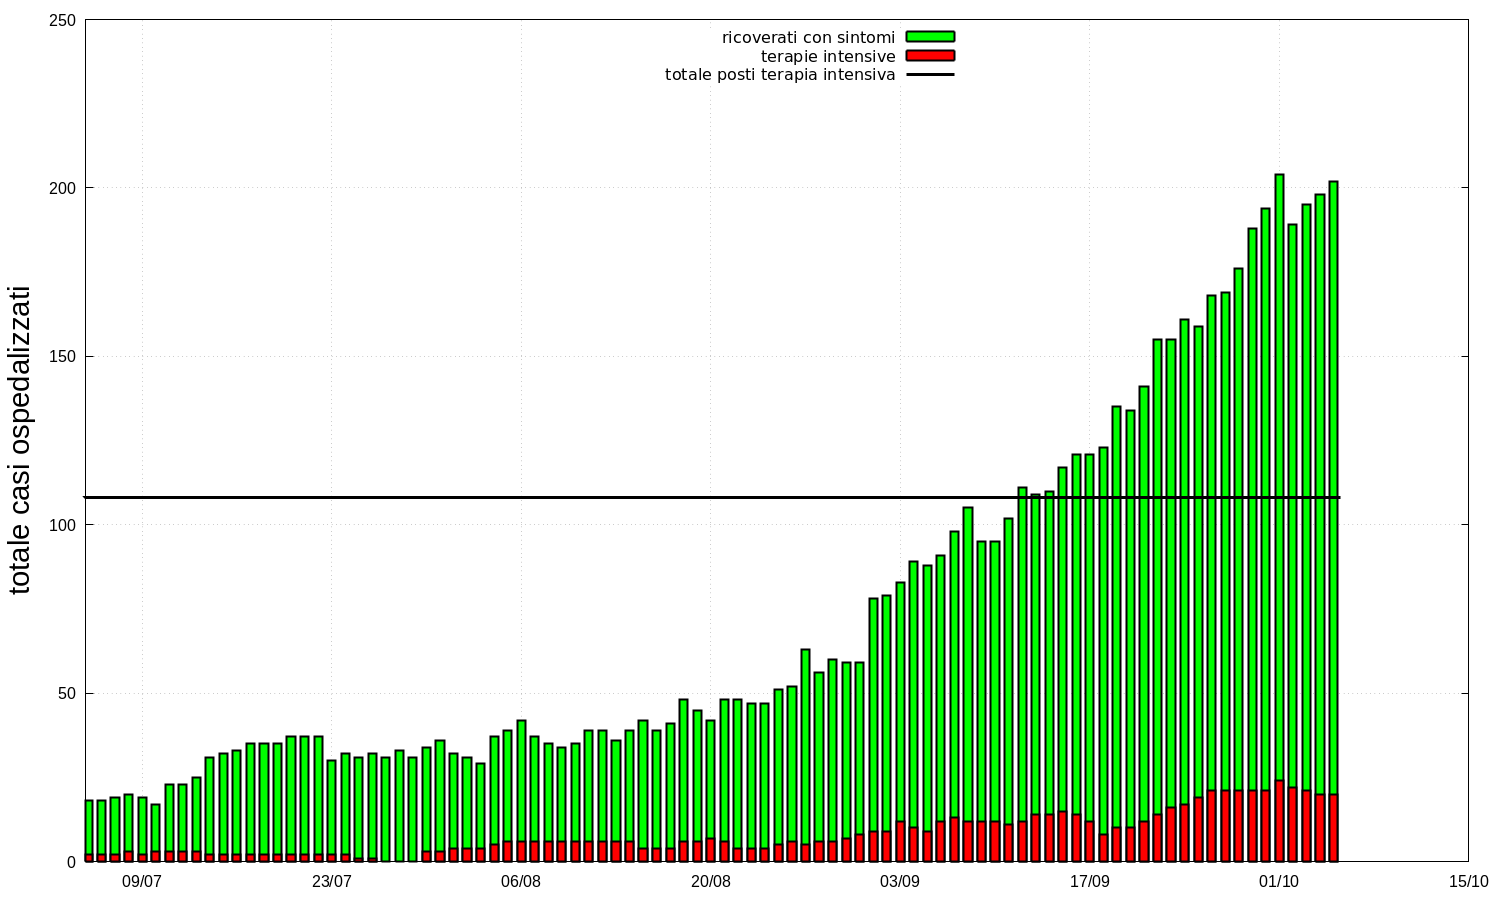 250
ricoverati con sintomi
terapie intensive
totale posti terapia intensiva
200
150
totale casi ospedalizzati
100
50
0
09/07 23/07 06/08 20/08 03/09 17/09 01/10 15/10